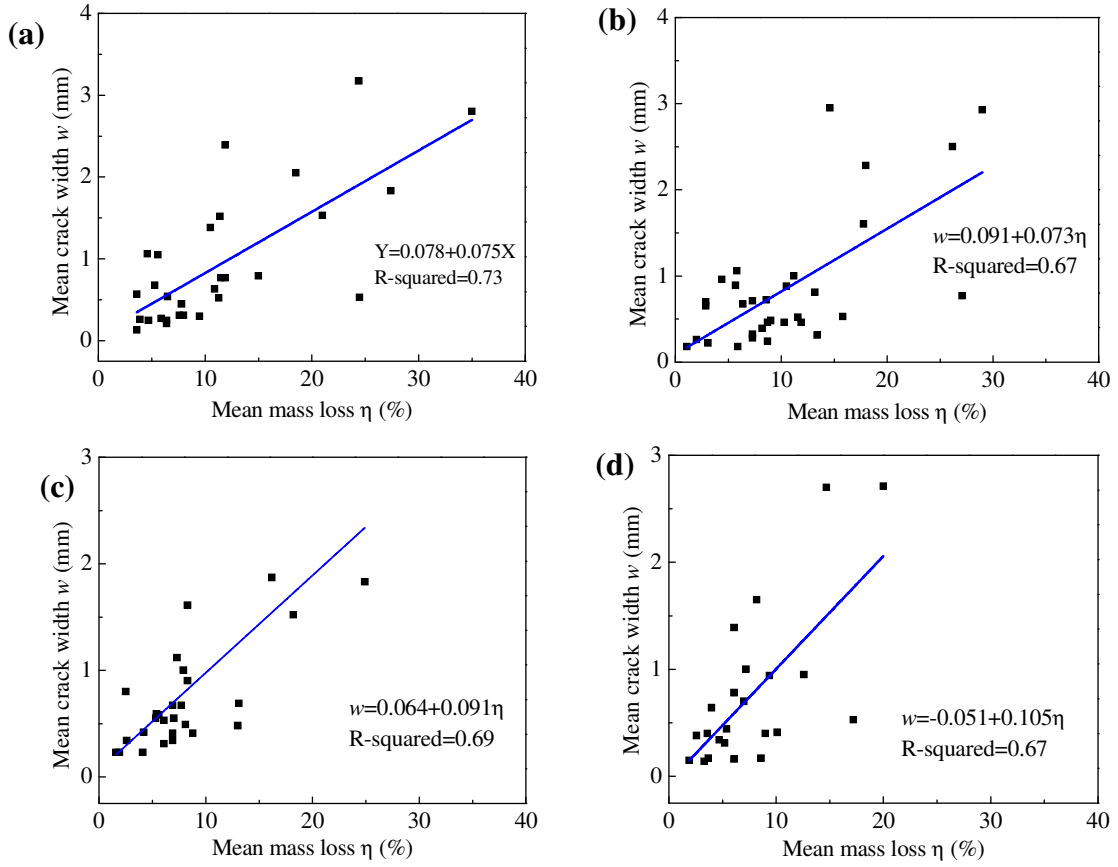 (a)
4
3
2
1
0
Mean crack width w (mm)
Y=0.078+0.075X
R-squared=0.73
0 10 20 30 40
Mean mass loss η (%)
(b)
4
3
2
1
0
Mean crack width w (mm)
w=0.091+0.073η
R-squared=0.67
0 10 20 30 40
Mean mass loss η (%)
(c)
3
2
1
0
Mean crack width w (mm)
w=0.064+0.091η
R-squared=0.69
0 10 20 30 40
Mean mass loss η (%)
(d)
3
2
1
0
Mean crack width w (mm)
w=-0.051+0.105η
R-squared=0.67
0 10 20 30 40
Mean mass loss η (%)